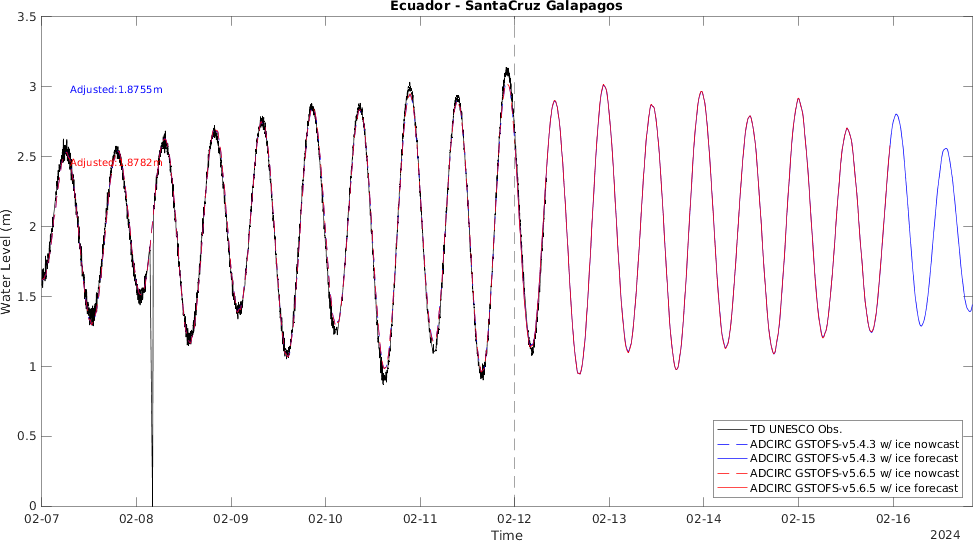 Ecuador - SantaCruz Galapagos
3.5
3
2.5
2
1.5
1
0.5
0
Water Level (m)
Adjusted:1.8755m
Adjusted:1.8782m
TD UNESCO Obs.
ADCIRC GSTOFS-v5.4.3 w/ ice nowcast
ADCIRC GSTOFS-v5.4.3 w/ ice forecast
ADCIRC GSTOFS-v5.6.5 w/ ice nowcast
ADCIRC GSTOFS-v5.6.5 w/ ice forecast
02-07 02-08 02-09 02-10 02-11 02-12 02-13 02-14 02-15 02-16
Time
2024